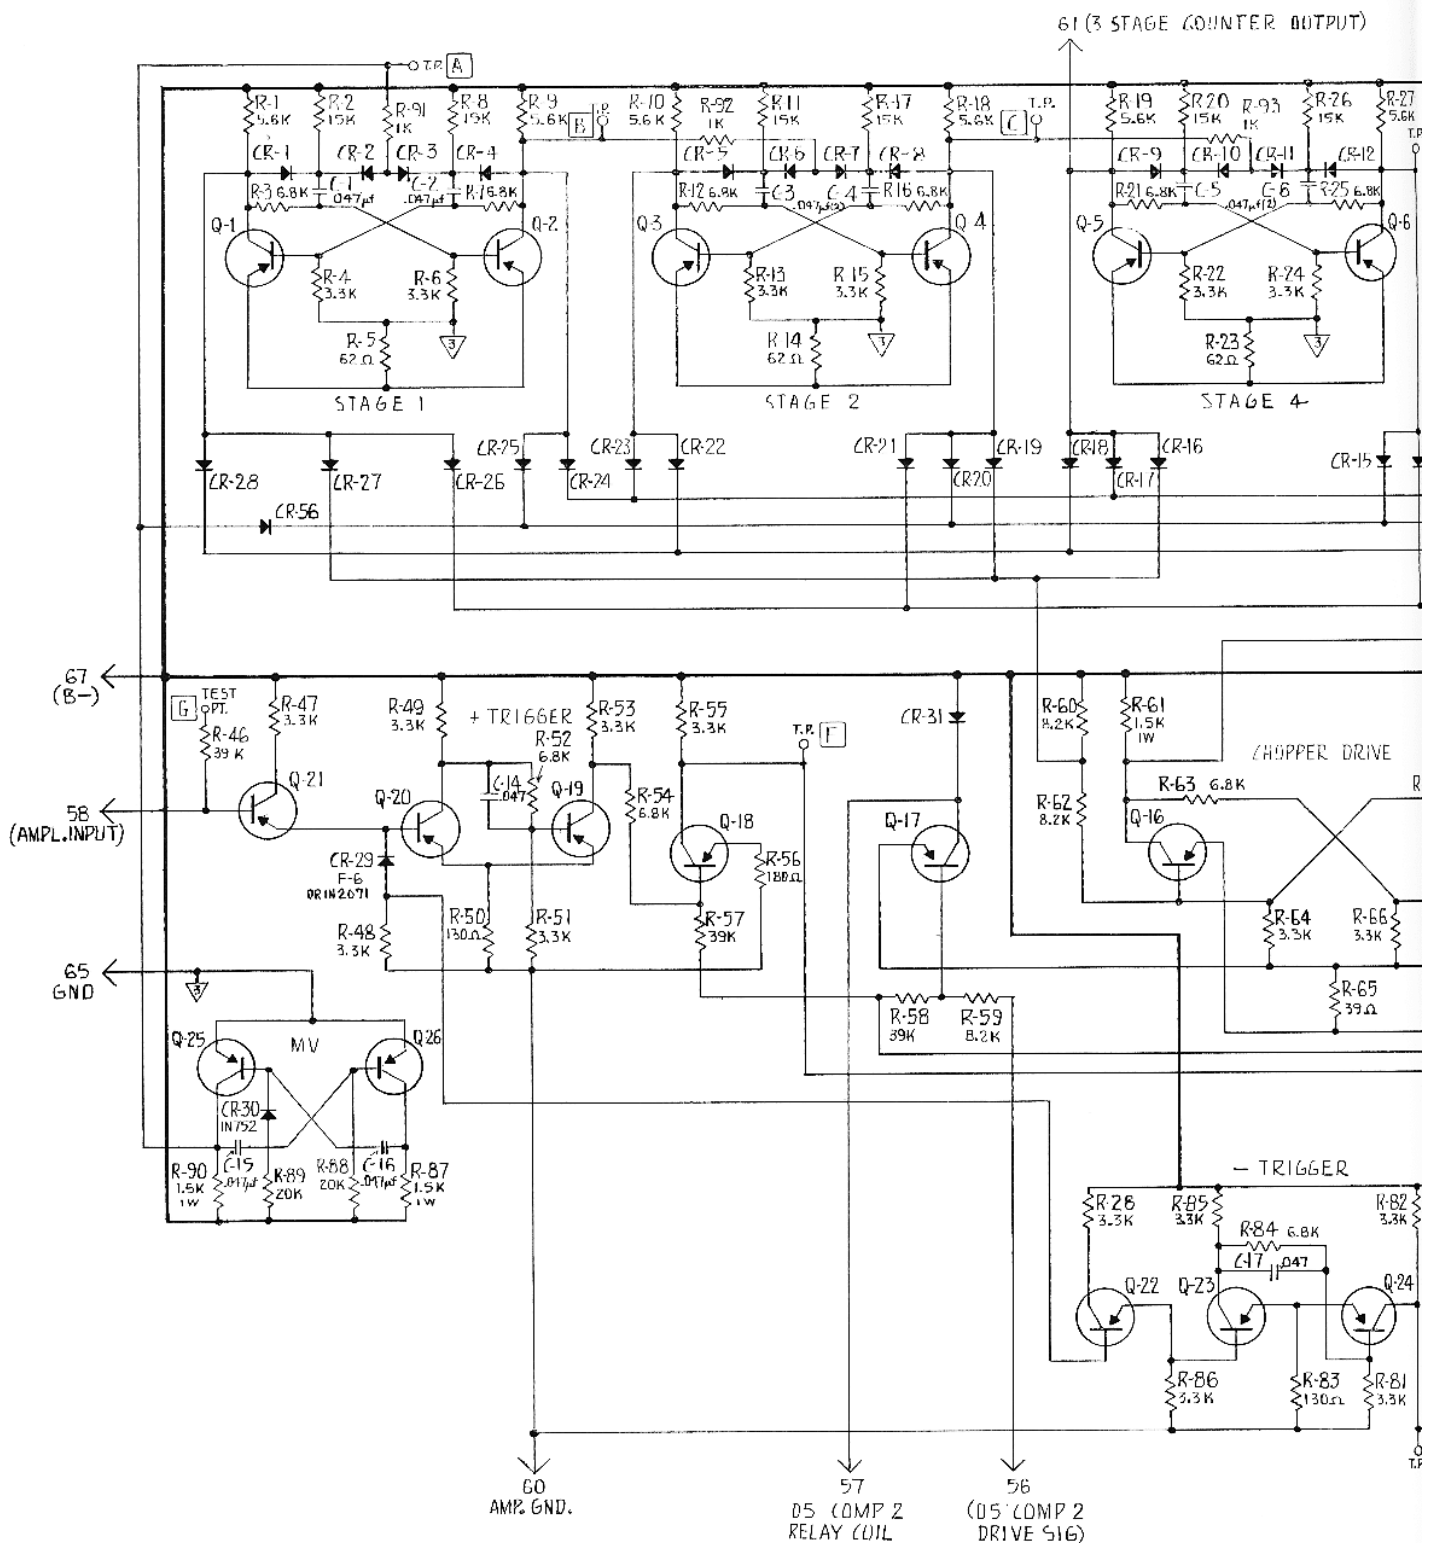 61 (3 STAGE COUNTER OUTPUT)
T.P. A
R-1
5.6K
R-2
15K
R-91
1K
R-8
15K
R-9
5.6K
T.P.
B
R-10
5.6K
R-92
1K
R-11
15K
R-17
15K
R-18
5.6K
T.P.
C
R-19
5.6K
R-20
15K
R-93
1K
R-26
15K
R-27
5.6K
CR-1
CR-2
CR-3
CR-4
CR-5
CR-6
CR-7
CR-8
CR-9
CR-10
CR-11
CR-12
R-3 6.8K
C-1
.047µf
C-2
.047µf
R-7 6.8K
R-12 6.8K
C-3
C-4
.047µf(2)
R16 6.8K
R-21 6.8K
C-5
.047µf(2)
C-6
R-25 6.8K
Q-1
Q-2
Q-3
Q-4
Q-5
Q-6
R-4
3.3K
R-6
3.3K
R-13
3.3K
R-15
3.3K
R-22
3.3K
R-24
3.3K
R-5
62Ω
3
R-14
62Ω
3
R-23
62Ω
3
STAGE 1
STAGE 2
STAGE 4
CR-28
CR-27
CR-26
CR-25
CR-24
CR-23
CR-22
CR-21
CR-20
CR-19
CR-18
CR-17
CR-16
CR-15
CR-56
67
(B-)
G TEST
PT.
R-46
39K
R-47
3.3K
R-49
3.3K
+ TRIGGER
R-52
6.8K
R-53
3.3K
R-55
3.3K
T.P. F
CR-31
R-60
8.2K
R-61
1.5K
1W
CHOPPER DRIVE
58
(AMPL. INPUT)
Q-21
Q-20
C-14
.047
Q-19
R-54
6.8K
Q-18
Q-17
R-62
8.2K
R-63 6.8K
Q-16
CR-29
F-6
OR IN2071
R-56
180Ω
R-48
3.3K
R-50
130Ω
R-51
3.3K
R-57
39K
R-64
3.3K
R-66
3.3K
65
GND
3
R-58
39K
R-59
8.2K
R-65
39Ω
Q-25
MV
Q-26
CR-30
IN752
R-90
1.5K
1W
C-15
.047µf
R-89
20K
R-88
20K
C-16
.047µf
R-87
1.5K
1W
- TRIGGER
R-28
3.3K
R-85
3.3K
R-82
3.3K
R-84 6.8K
C-17 .047
Q-22
Q-23
Q-24
R-86
3.3K
R-83
130Ω
R-81
3.3K
60
AMP. GND.
57
D5 COMP 2
RELAY COIL
56
(D5 COMP 2
DRIVE SIG)